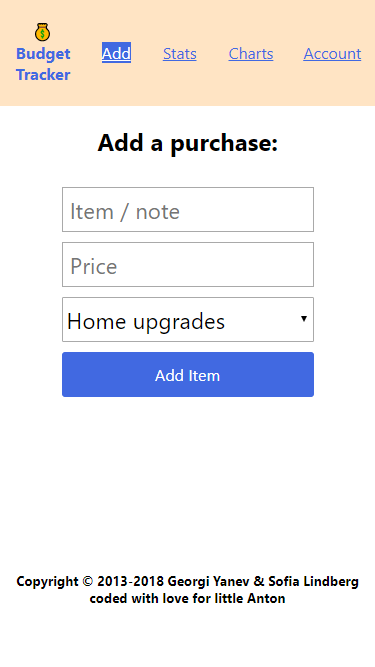 Budget
Tracker
Add
Stats
Charts
Account
Add a purchase:
Item / note
Price
Home upgrades
Add Item
Copyright © 2013-2018 Georgi Yanev & Sofia Lindberg
coded with love for little Anton